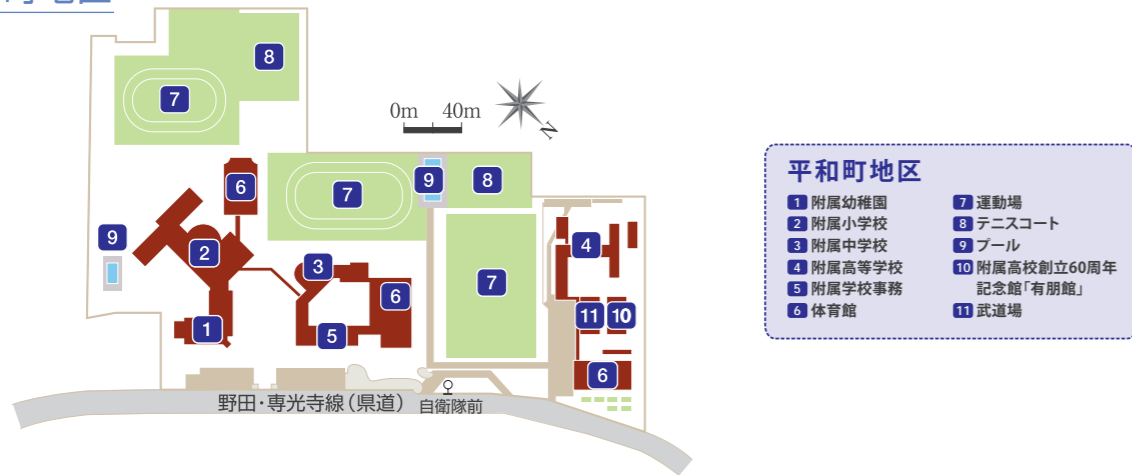 町地区
8
7
0m 40m
N
6
7
9
8
9
2
3
4
7
6
11 10
1
5
6
野田・専光寺線(県道)
自衛隊前
平和町地区
1 附属幼稚園
2 附属小学校
3 附属中学校
4 附属高等学校
5 附属学校事務
6 体育館
7 運動場
8 テニスコート
9 プール
10 附属高校創立60周年
記念館「有朋館」
11 武道場